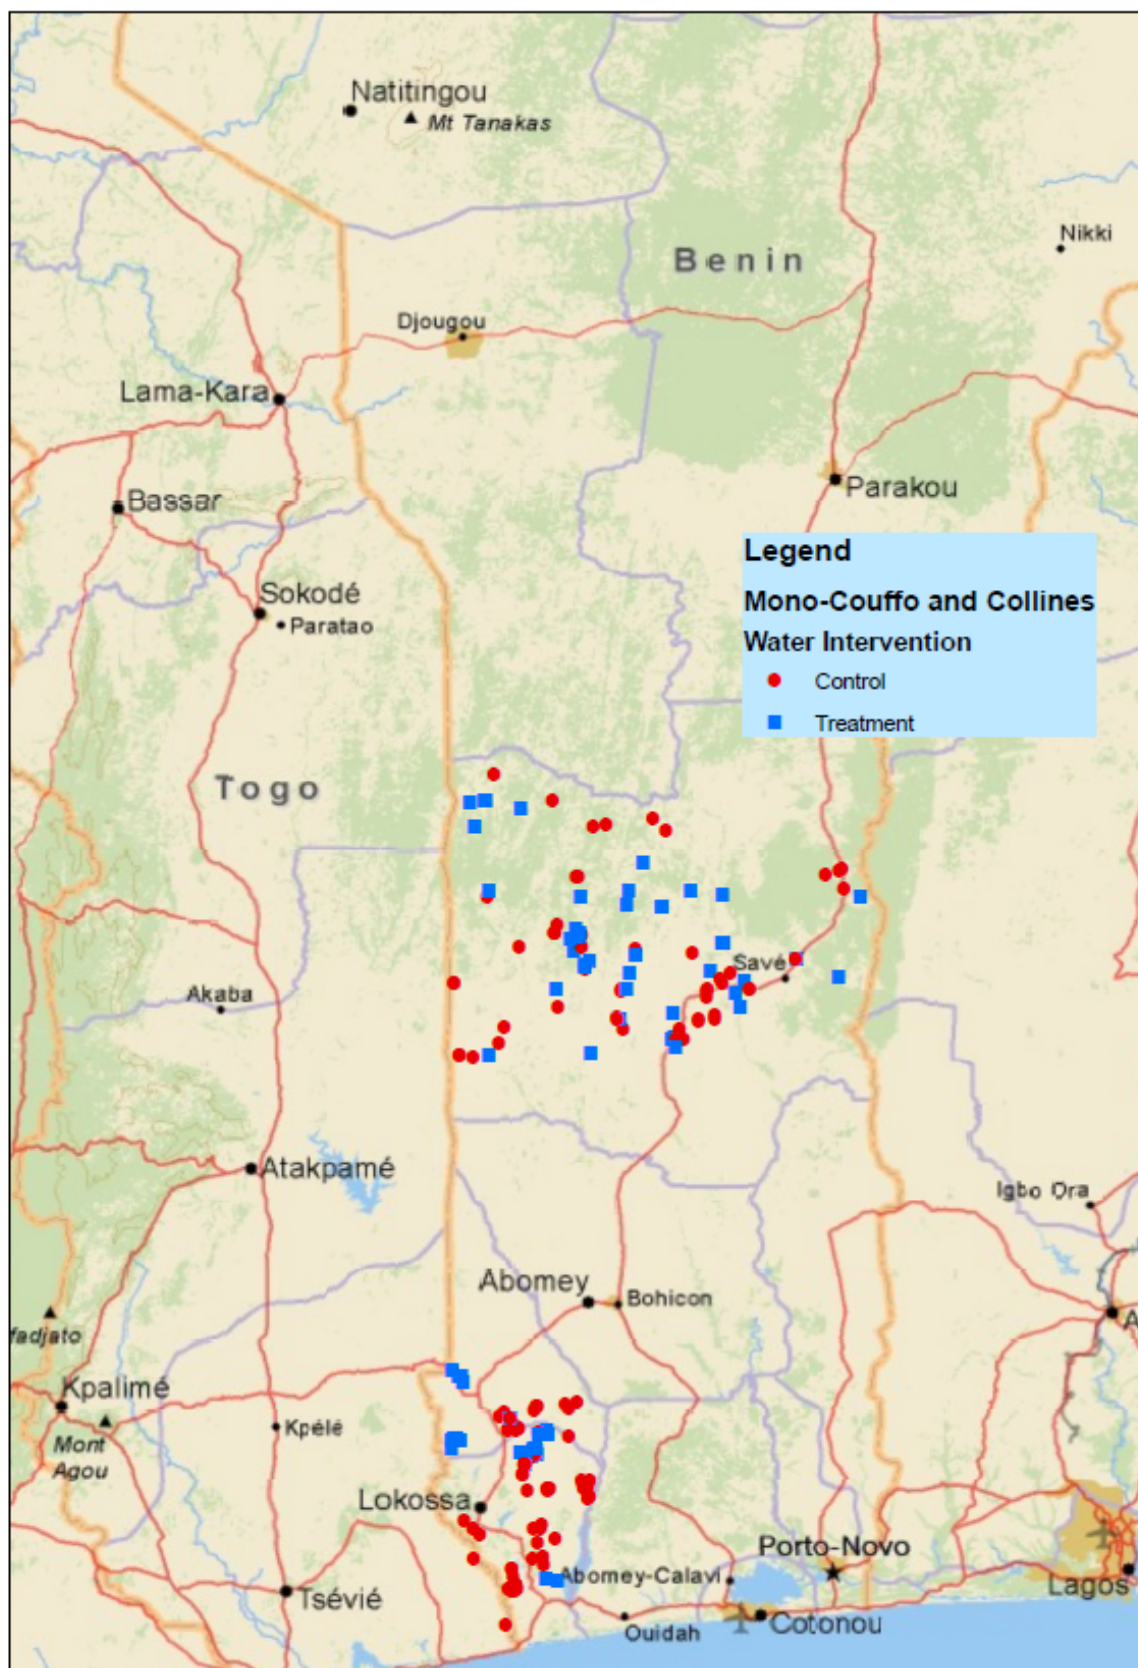 Natitingou
Mt Tanakas
Nikki
Benin
Djougou
Lama-Kara
Parakou
Bassar
Legend
Mono-Couffo and Collines
Water Intervention
Control
Treatment
Sokodé
Paratao
Togo
Savé
Akaba
Atakpamé
Igbo Ora
Abomey
Bohicon
A
fadjato
Kpalimé
Kpélé
Mont
Agou
Lokossa
Porto-Novo
Abomey-Calavi
Lagos
Tsévié
Cotonou
Ouidah